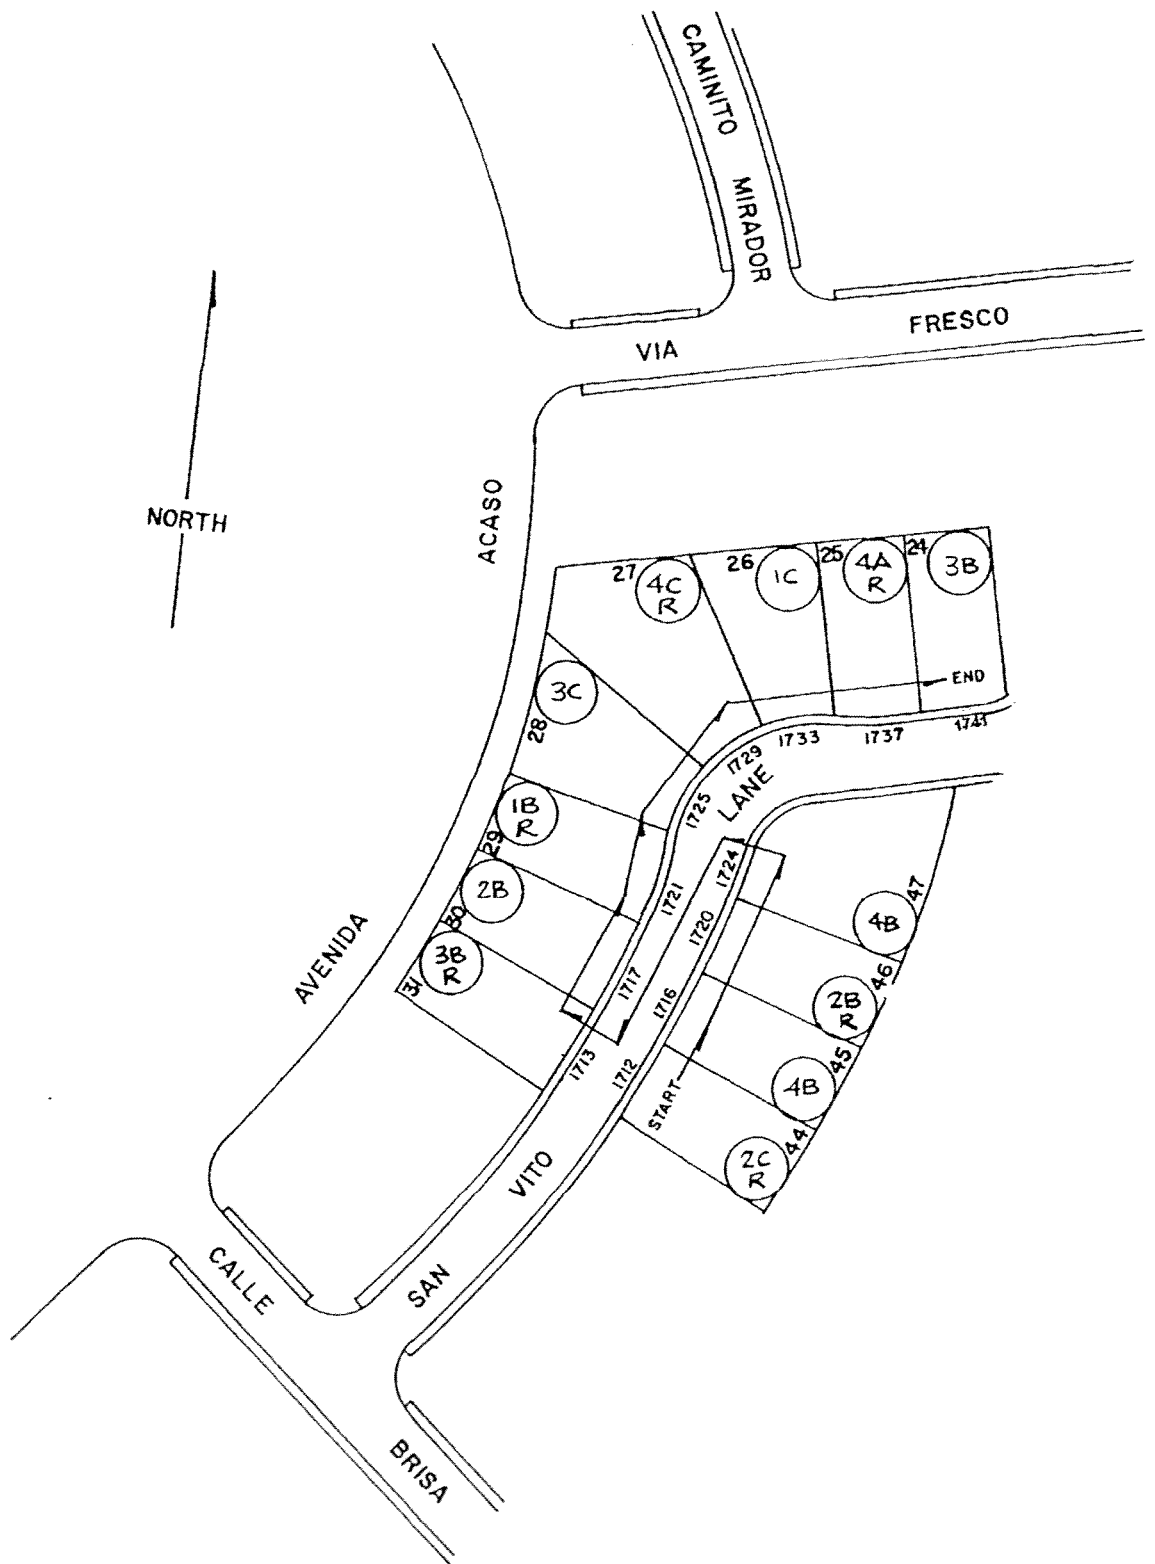 CAMINITO MIRADOR
VIA FRESCO
NORTH
ACASO
27
4C
R
26
1C
25
4A
R
24
3B
END
3C
28
1741
1737
1733
1729
LANE
1725
1B
R
29
2B
30
3B
R
31
AVENIDA
1721
1717
1713
1724
1720
1716
1712
START
4B
47
2B
R
46
4B
45
2C
R
44
VITO
SAN
CALLE
BRISA